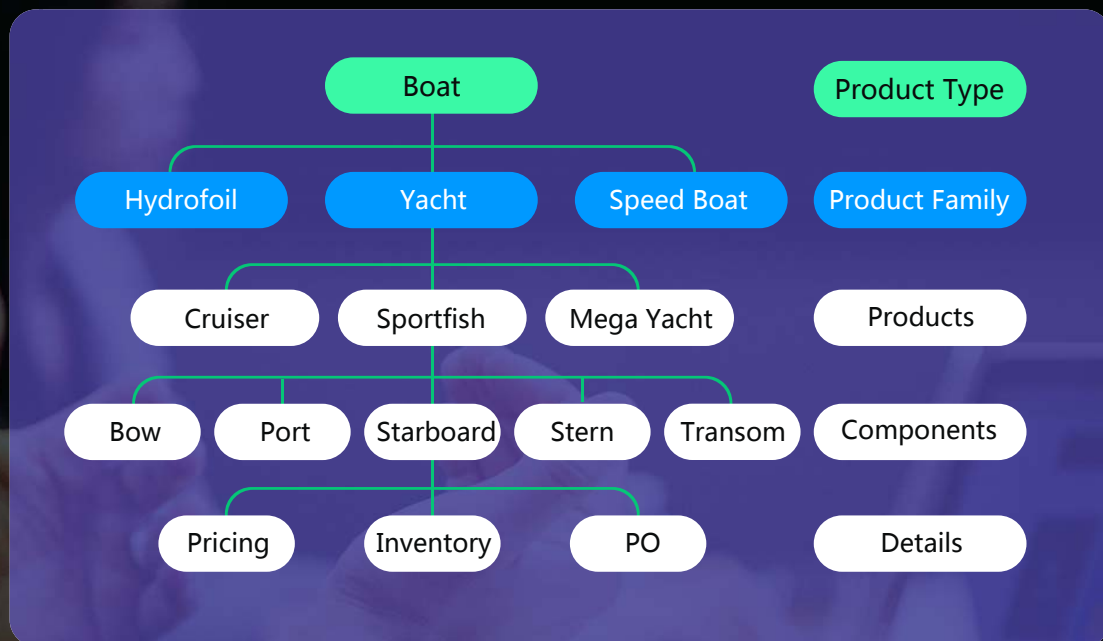 Boat
Product Type
Hydrofoil
Yacht
Speed Boat
Product Family
Cruiser
Sportfish
Mega Yacht
Products
Bow
Port
Starboard
Stern
Transom
Components
Pricing
Inventory
PO
Details